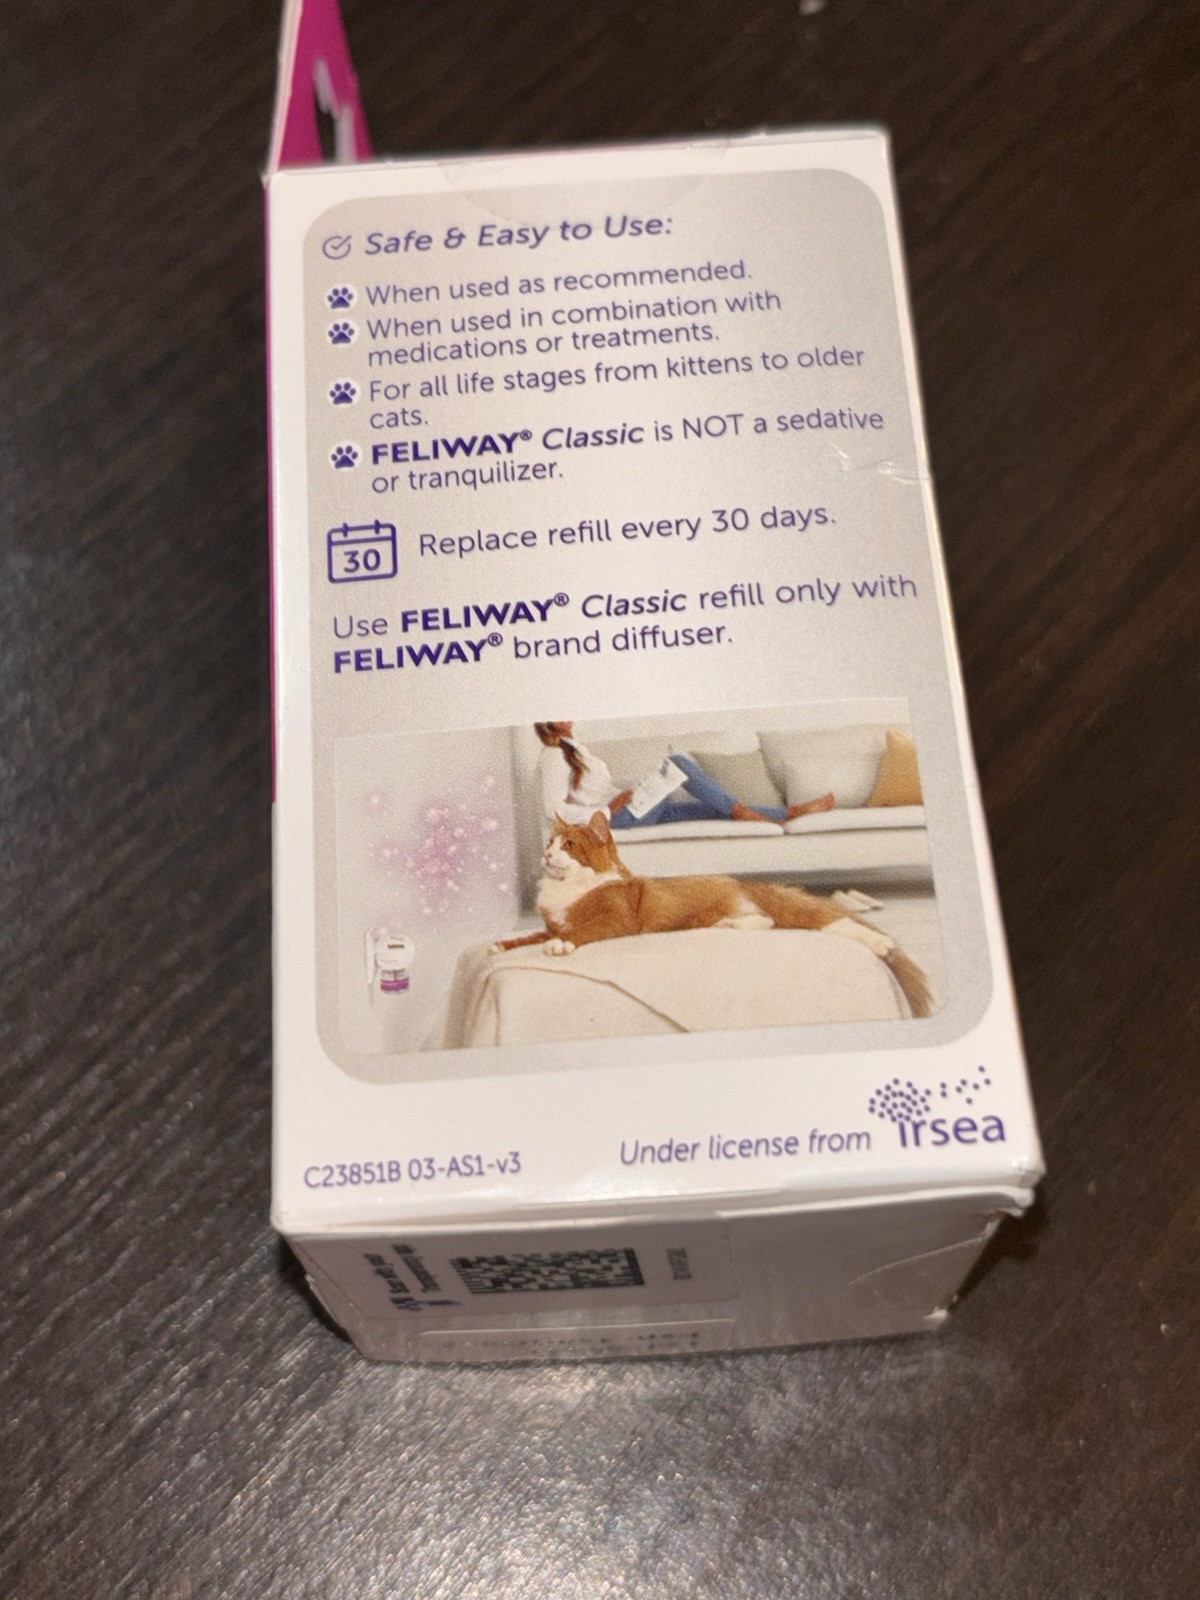 Safe & Easy to Use:
When used as recommended.
When used in combination with
medications or treatments.
For all life stages from kittens to older
cats.
FELIWAY® Classic is NOT a sedative
or tranquilizer.
30
Replace refill every 30 days.
Use FELIWAY® Classic refill only with
FELIWAY® brand diffuser.
Under license from irsea
C23851B 03-AS1-v3